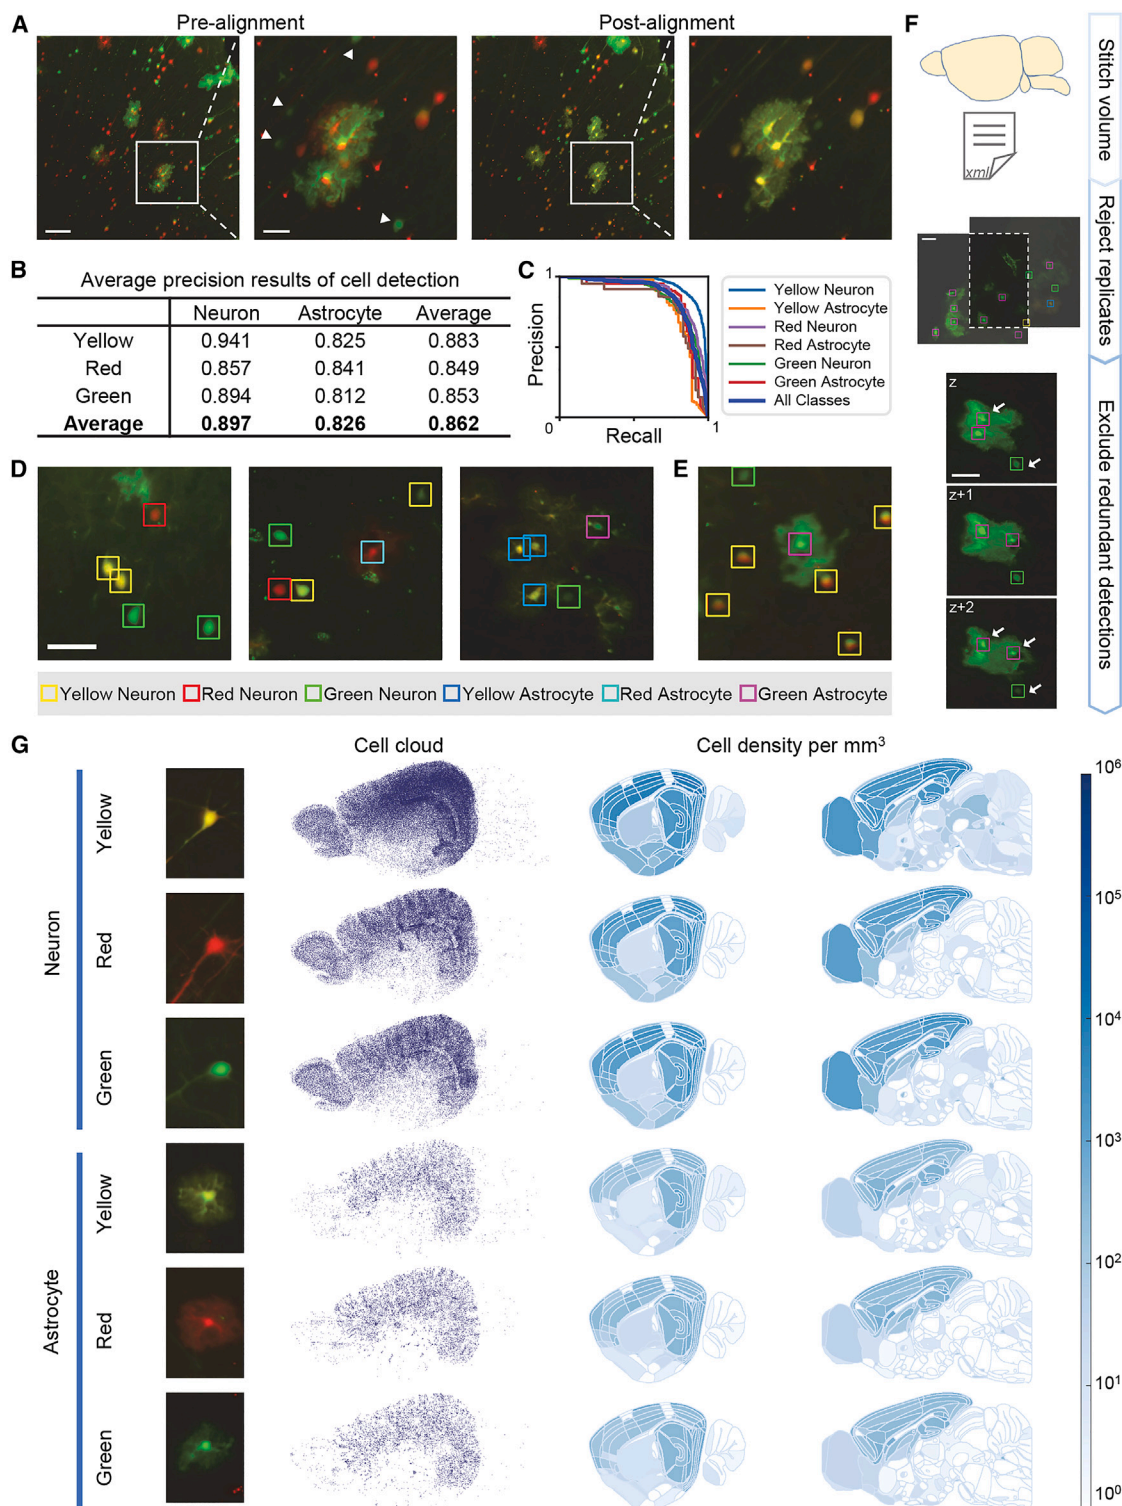 A
Pre-alignment
Post-alignment
B
Average precision results of cell detection
Neuron Astrocyte Average
Yellow 0.941 0.825 0.883
Red 0.857 0.841 0.849
Green 0.894 0.812 0.853
Average 0.897 0.826 0.862
C
Precision
1
0
Recall
1
Yellow Neuron
Yellow Astrocyte
Red Neuron
Red Astrocyte
Green Neuron
Green Astrocyte
All Classes
D
E
Yellow Neuron Red Neuron Green Neuron Yellow Astrocyte Red Astrocyte Green Astrocyte
F
xml
Stitch volume
Reject replicates
Exclude redundant detections
z
z+1
z+2
G
Cell cloud
Cell density per mm³
Neuron
Yellow
Red
Green
Astrocyte
Yellow
Red
Green
10⁶
10⁵
10⁴
10³
10²
10¹
10⁰